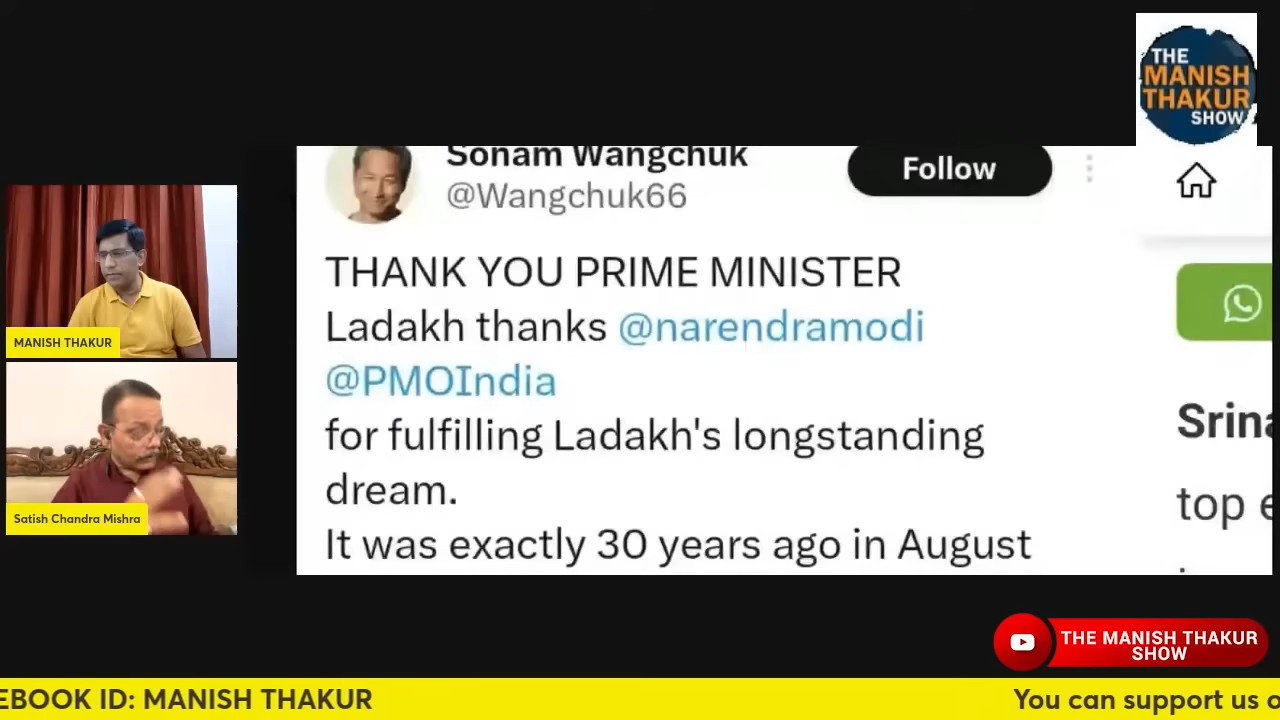 THE
MANISH
THAKUR
SHOW
Sonam Wangchuk
@Wangchuk66
Follow
THANK YOU PRIME MINISTER
Ladakh thanks @narendramodi
@PMOIndia
for fulfilling Ladakh's longstanding
dream.
It was exactly 30 years ago in August
top
MANISH THAKUR
Satish Chandra Mishra
THE MANISH THAKUR
SHOW
EBOOK ID: MANISH THAKUR
You can support us